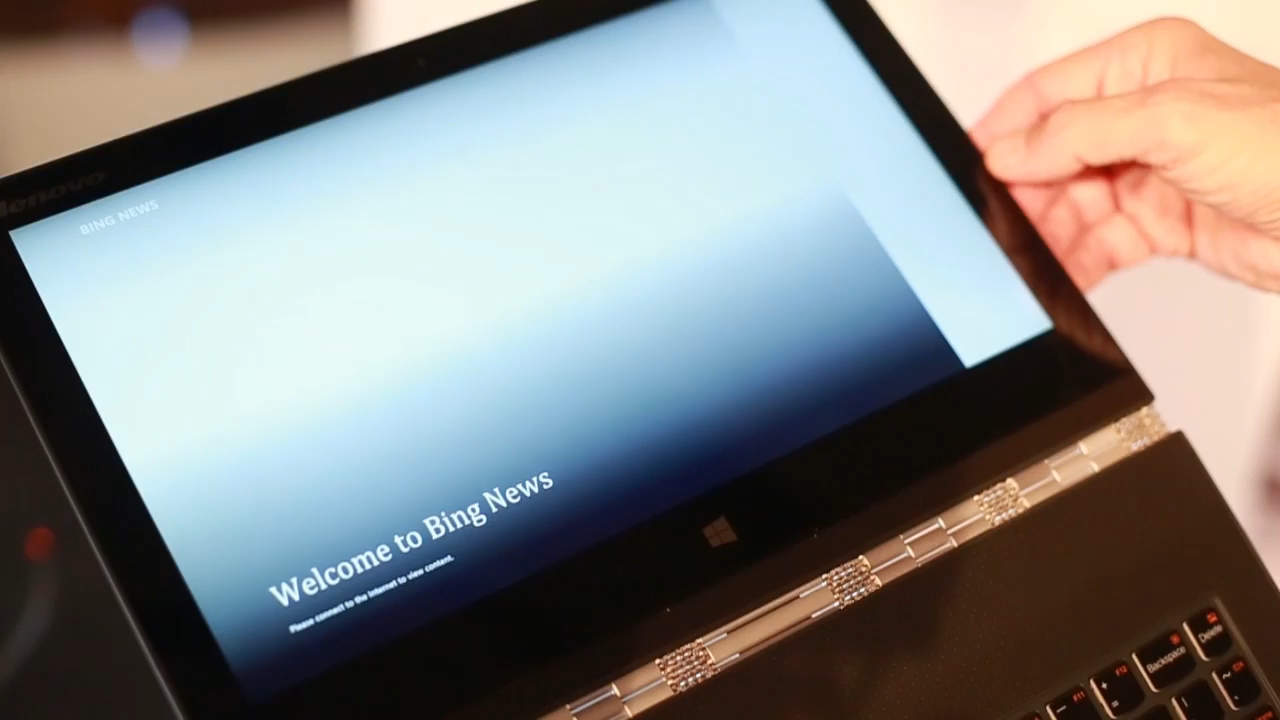 lenovo
BING NEWS
Welcome to Bing News
Please connect to the Internet to view content.
Delete
Backspace
F12
+
=
F11
−
~